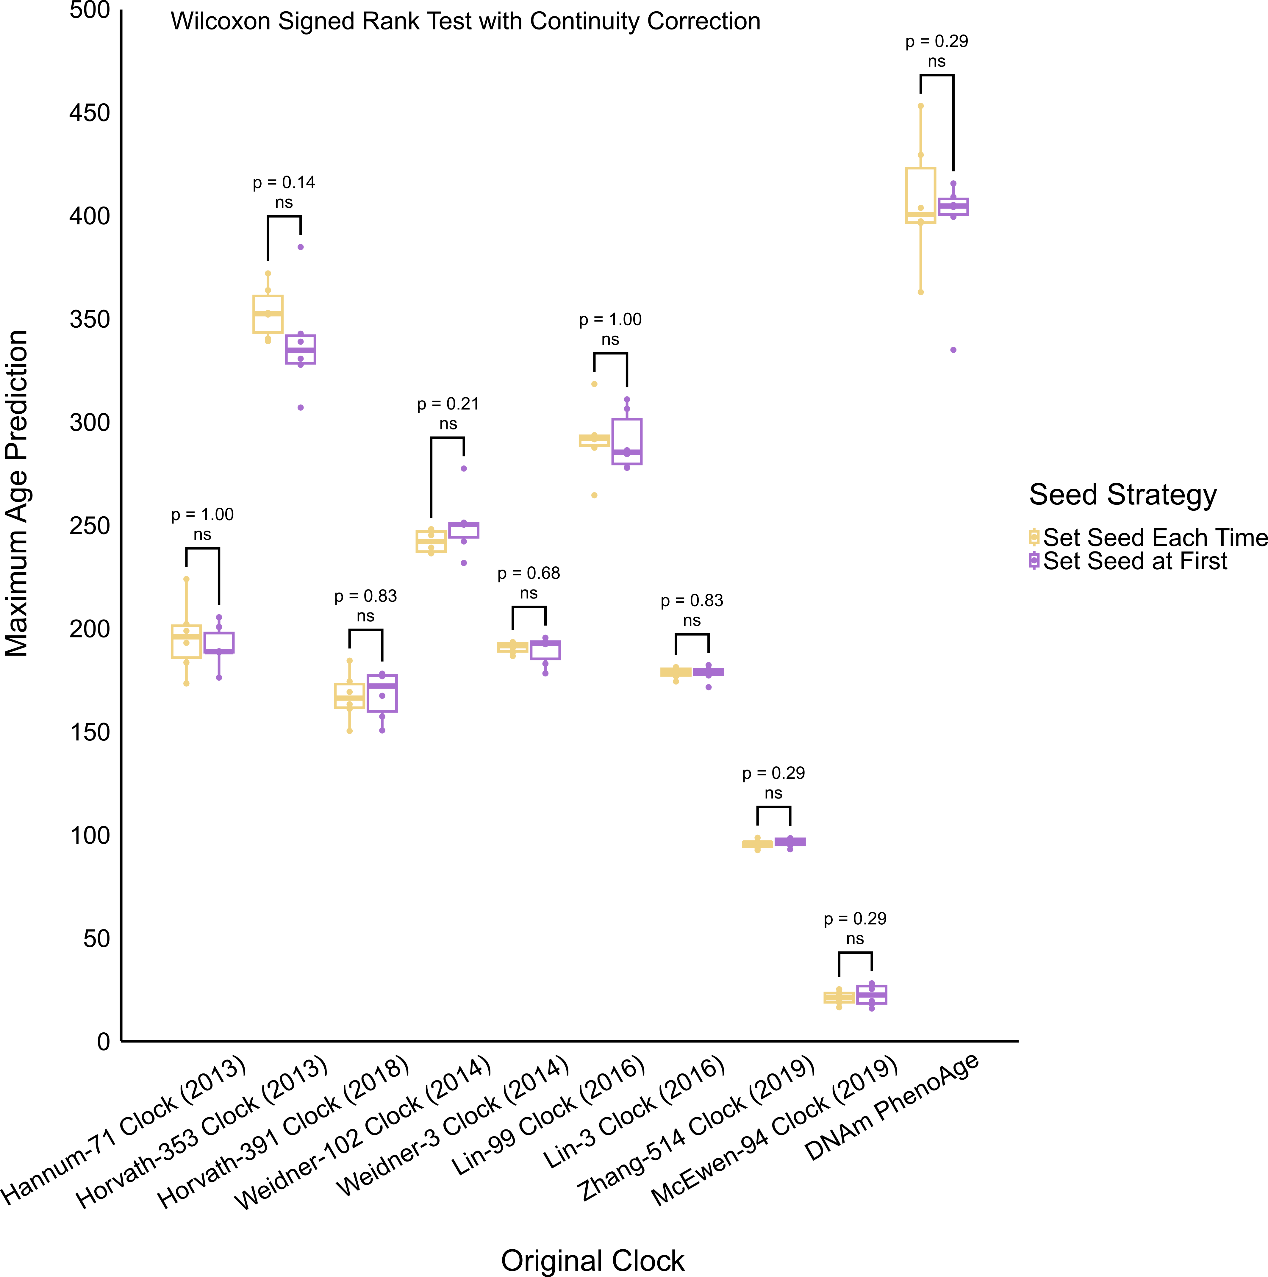 Wilcoxon Signed Rank Test with Continuity Correction
500
450
400
350
300
250
200
150
100
50
0
Maximum Age Prediction
p = 1.00
ns
p = 0.14
ns
p = 0.83
ns
p = 0.21
ns
p = 0.68
ns
p = 1.00
ns
p = 0.83
ns
p = 0.29
ns
p = 0.29
ns
p = 0.29
ns
Hannum-71 Clock (2013)
Horvath-353 Clock (2013)
Horvath-391 Clock (2018)
Weidner-102 Clock (2014)
Weidner-3 Clock (2014)
Lin-99 Clock (2016)
Lin-3 Clock (2016)
Zhang-514 Clock (2019)
McEwen-94 Clock (2019)
DNAm PhenoAge
Original Clock
Seed Strategy
Set Seed Each Time
Set Seed at First